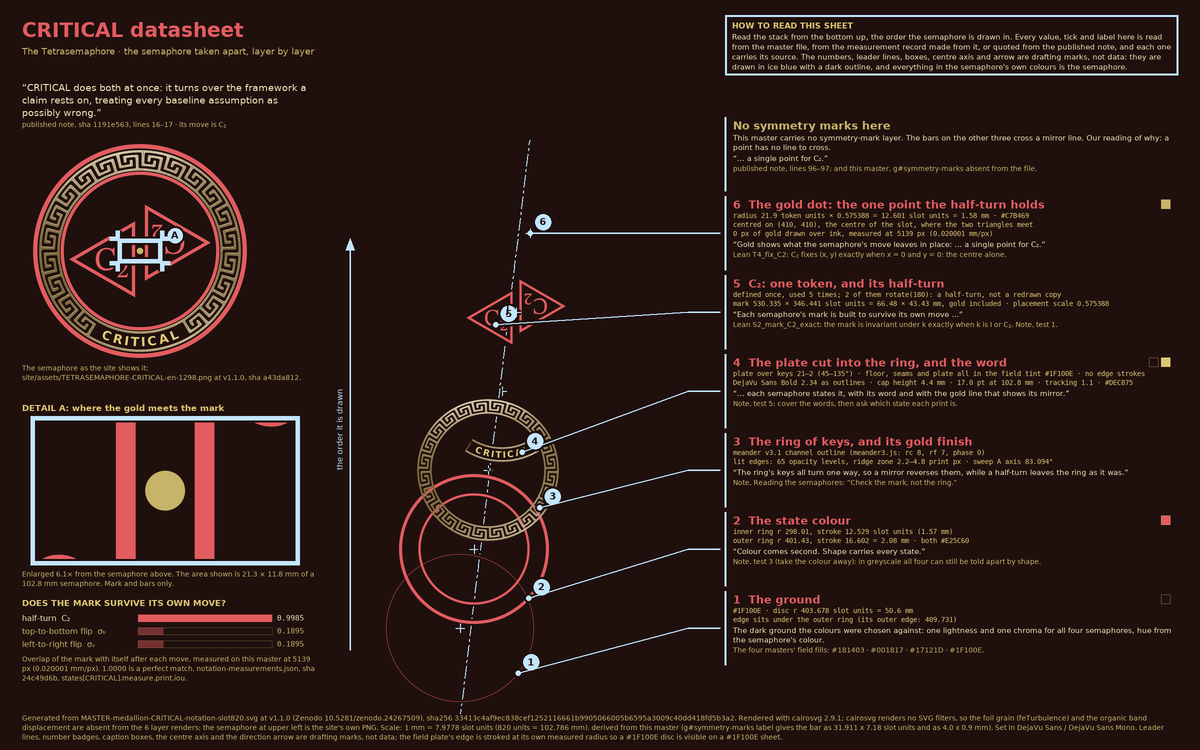 CRITICAL datasheet
The Tetrasemaphore · the semaphore taken apart, layer by layer
“CRITICAL does both at once: it turns over the framework a
claim rests on, treating every baseline assumption as
possibly wrong.”
published note, sha 1191e563, lines 16–17 · its move is C₂
C₂
C₂
A
CRITICAL
The semaphore as the site shows it:
site/assets/TETRASEMAPHORE-CRITICAL-en-1298.png at v1.1.0, sha a43da812.
DETAIL A: where the gold meets the mark
Enlarged 6.1× from the semaphore above. The area shown is 21.3 × 11.8 mm of a
102.8 mm semaphore. Mark and bars only.
DOES THE MARK SURVIVE ITS OWN MOVE?
half-turn C₂ 0.9985
top-to-bottom flip σₕ 0.1895
left-to-right flip σᵥ 0.1895
Overlap of the mark with itself after each move, measured on this master at 5139
px (0.020001 mm/px). 1.0000 is a perfect match. notation-measurements.json, sha
24c49d6b, states[CRITICAL].measure.print.iou.
the order it is drawn
6
C₂
C₂
5
4
CRITIC
3
2
1
HOW TO READ THIS SHEET
Read the stack from the bottom up, the order the semaphore is drawn in. Every value, tick and label here is read
from the master file, from the measurement record made from it, or quoted from the published note, and each one
carries its source. The numbers, leader lines, boxes, centre axis and arrow are drafting marks, not data: they are
drawn in ice blue with a dark outline, and everything in the semaphore's own colours is the semaphore.
No symmetry marks here
This master carries no symmetry-mark layer. The bars on the other three cross a mirror line. Our reading of why: a
point has no line to cross.
“… a single point for C₂.”
published note, lines 96–97; and this master, g#symmetry-marks absent from the file.
6 The gold dot: the one point the half-turn holds
radius 21.9 token units × 0.575388 = 12.601 slot units = 1.58 mm · #C7B469
centred on (410, 410), the centre of the slot, where the two triangles meet
0 px of gold drawn over ink, measured at 5139 px (0.020001 mm/px)
“Gold shows what the semaphore's move leaves in place: … a single point for C₂.”
Lean T4_fix_C2: C₂ fixes (x, y) exactly when x = 0 and y = 0: the centre alone.
5 C₂: one token, and its half-turn
defined once, used 5 times; 2 of them rotate(180): a half-turn, not a redrawn copy
mark 530.335 × 346.441 slot units = 66.48 × 43.43 mm, gold included · placement scale 0.575388
“Each semaphore's mark is built to survive its own move …”
Lean S2_mark_C2_exact: the mark is invariant under k exactly when k is I or C₂. Note, test 1.
4 The plate cut into the ring, and the word
plate over keys 21–2 (45–135°) · floor, seams and plate all in the field tint #1F100E · no edge strokes
DejaVu Sans Bold 2.34 as outlines · cap height 4.4 mm · 17.0 pt at 102.8 mm · tracking 1.1 · #DEC875
“… each semaphore states it, with its word and with the gold line that shows its mirror.”
Note, test 5: cover the words, then ask which state each print is.
3 The ring of keys, and its gold finish
meander v3.1 channel outline (meander3.js: rc 8, rf 7, phase 0)
lit edges: 65 opacity levels, ridge zone 2.2–4.8 print px · sweep A axis 83.094°
“The ring's keys all turn one way, so a mirror reverses them, while a half-turn leaves the ring as it was.”
Note, Reading the semaphores: “Check the mark, not the ring.”
2 The state colour
inner ring r 298.01, stroke 12.529 slot units (1.57 mm)
outer ring r 401.43, stroke 16.602 = 2.08 mm · both #E25C60
“Colour comes second. Shape carries every state.”
Note, test 3 (take the colour away): in greyscale all four can still be told apart by shape.
1 The ground
#1F100E · disc r 403.678 slot units = 50.6 mm
edge sits under the outer ring (its outer edge: 409.731)
The dark ground the colours were chosen against: one lightness and one chroma for all four semaphores, hue from
the semaphore's colour.
The four masters' field fills: #181403 · #001817 · #17121D · #1F100E.
Generated from MASTER-medallion-CRITICAL-notation-slot820.svg at v1.1.0 (Zenodo 10.5281/zenodo.24267509), sha256 33413c4af9ec838cef1252116661b9905066005b6595a3009c40dd418fd5b3a2. Rendered with cairosvg 2.9.1; cairosvg renders no SVG filters, so the foil grain (feTurbulence) and the organic band
displacement are absent from the 6 layer renders; the semaphore at upper left is the site's own PNG. Scale: 1 mm = 7.9778 slot units (820 units = 102.786 mm), derived from this master (g#symmetry-marks label gives the bar as 31.911 x 7.18 slot units and as 4.0 x 0.9 mm). Set in DejaVu Sans / DejaVu Sans Mono. Leader
lines, number badges, caption boxes, the centre axis and the direction arrow are drafting marks, not data; the field plate's edge is stroked at its own measured radius so a #1F100E disc is visible on a #1F100E sheet.